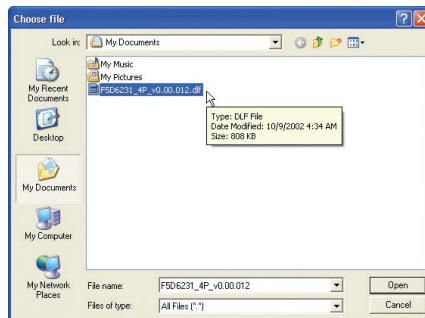 Choose file
Look in:
My Documents
My Recent
Documents
Desktop
My Documents
My Computer
My Network
Places
My Music
My Pictures
F5D6231_4P_v0.00.012.dlf
Type: DLF File
Date Modified: 10/9/2002 4:34 AM
Size: 808 KB
File name:
F5D6231_4P_v0.00.012
Open
Files of type:
All Files (*.*)
Cancel